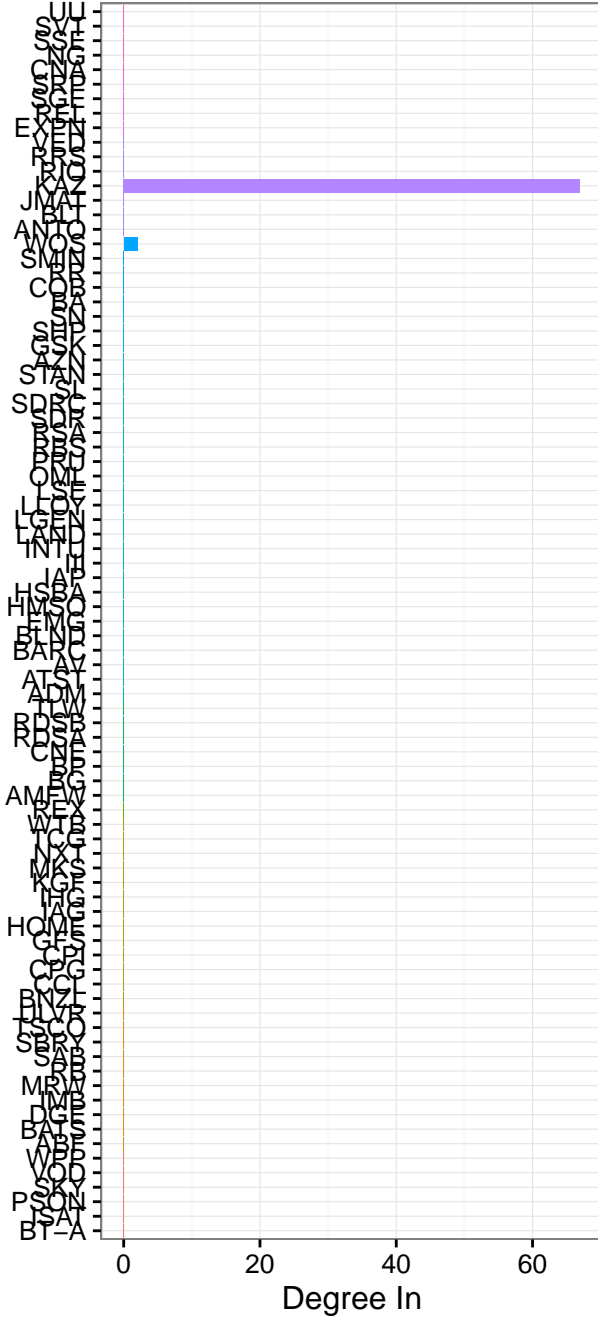 UU
SVT
SSE
NG
CNA
SRP
SGE
REL
EXPN
VED
RRS
RIO
KAZ
JMAT
BLT
ANTO
WOS
SMIN
RR
COB
BA
SN
SHP
GSK
AZN
STAN
SL
SDRC
SDR
RSA
RBS
PRU
OML
LSE
LLOY
LGEN
LAND
INTU
III
IAP
HSBA
HMSO
EMG
BLND
BARC
AV
ATST
ADM
TLW
RDSB
RDSA
CNE
BP
BG
AMFW
REX
WTB
TCG
NXT
MKS
KGF
IHG
IAG
HOME
GFS
CPI
CPG
CCL
BNZL
ULVR
TSCO
SBRY
SAB
RB
MRW
IMB
DGE
BATS
ABF
WPP
VOD
SKY
PSON
ISAT
BT−A
0 20 40 60
Degree In